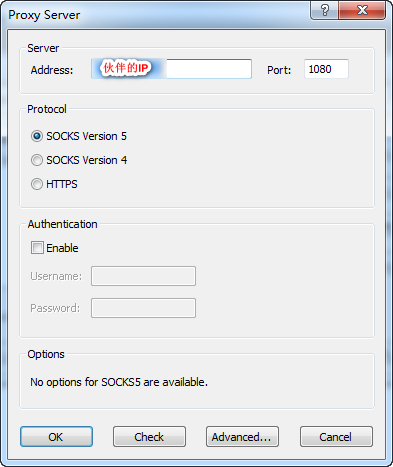 Proxy Server
Server
Address: 伙伴的IP Port: 1080
Protocol
SOCKS Version 5
SOCKS Version 4
HTTPS
Authentication
Enable
Username:
Password:
Options
No options for SOCKS5 are available.
OK Check Advanced... Cancel